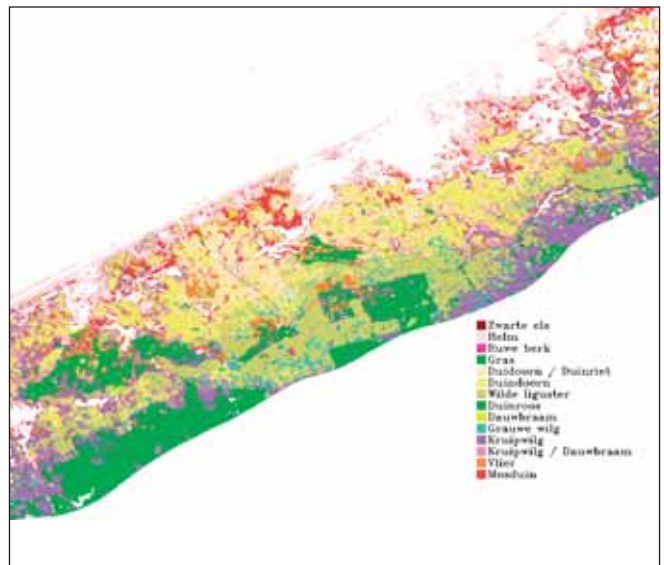 Zwarte els
Helm
Ruwe berk
Gras
Duidoorn / Duinriet
Duindoorn
Wilde liguster
Duinroos
Dauwbraam
Grauwe wilg
Kruipwilg
Kruipwilg / Dauwbraam
Vlier
Mosduin